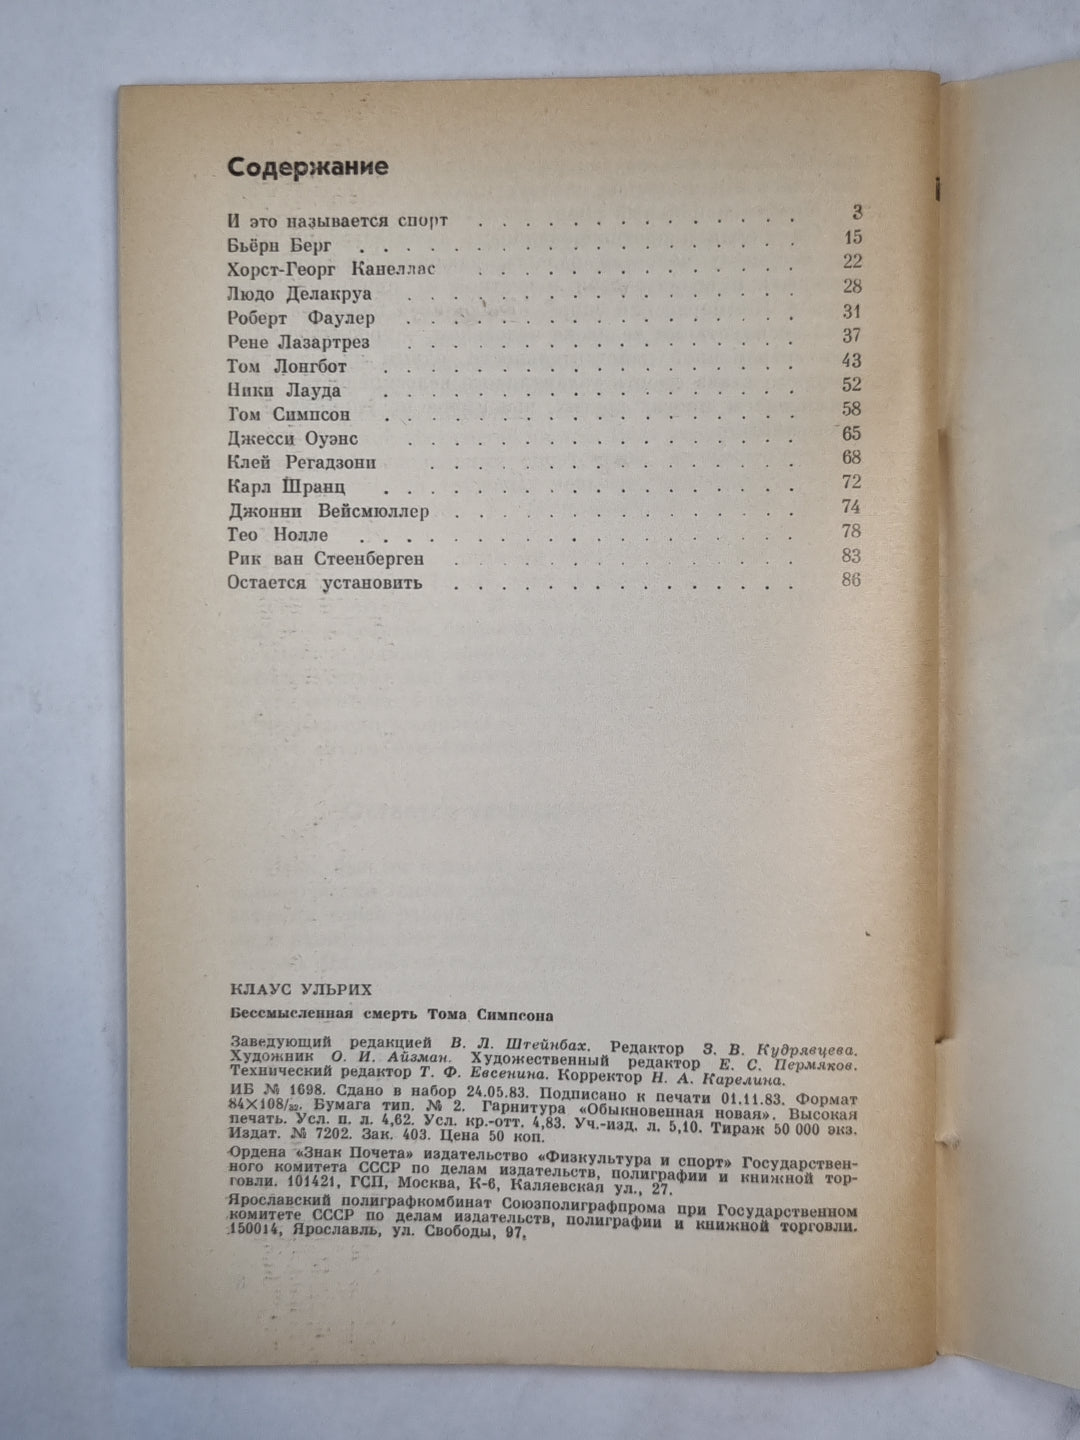 Содержание
И это называется спорт . . . . . . . . . . . . . . 3
Бьёрн Берг . . . . . . . . . . . . . . . . . . . 15
Хорст-Георг Канеллас . . . . . . . . . . . . . . 22
Людо Делакруа . . . . . . . . . . . . . . . . . 28
Роберт Фаулер . . . . . . . . . . . . . . . . . 31
Рене Лазартрез . . . . . . . . . . . . . . . . . 37
Том Лонгбот . . . . . . . . . . . . . . . . . . 43
Ники Лауда . . . . . . . . . . . . . . . . . . 52
Том Симпсон . . . . . . . . . . . . . . . . . . 58
Джесси Оуэнс . . . . . . . . . . . . . . . . . 65
Клей Регадзони . . . . . . . . . . . . . . . . 68
Карл Шранц . . . . . . . . . . . . . . . . . . 72
Джонни Вейсмюллер . . . . . . . . . . . . . . . 74
Тео Нолле . . . . . . . . . . . . . . . . . . . 78
Рик ван Стеенберген . . . . . . . . . . . . . . . 83
Остается установить . . . . . . . . . . . . . . . 86
КЛАУС УЛЬРИХ
Бессмысленная смерть Тома Симпсона
Заведующий редакцией В. Л. Штейнбах. Редактор З. В. Кудрявцева.
Художник О. И. Айзман. Художественный редактор Е. С. Пермяков.
Технический редактор Т. Ф. Евсенина. Корректор Н. А. Карелина.
ИБ № 1698. Сдано в набор 24.05.83. Подписано к печати 01.11.83. Формат
84×108/32. Бумага тип. № 2. Гарнитура «Обыкновенная новая». Высокая
печать. Усл. п. л. 4,62. Усл. кр.-отт. 4,83. Уч.-изд. л. 5,10. Тираж 50 000 экз.
Издат. № 7202. Зак. 403. Цена 50 коп.
Ордена «Знак Почета» издательство «Физкультура и спорт» Государствен-
ного комитета СССР по делам издательств, полиграфии и книжной тор-
говли. 101421, ГСП, Москва, К-6, Каляевская ул., 27.
Ярославский полиграфкомбинат Союзполиграфпрома при Государственном
комитете СССР по делам издательств, полиграфии и книжной торговли.
150014, Ярославль, ул. Свободы, 97.